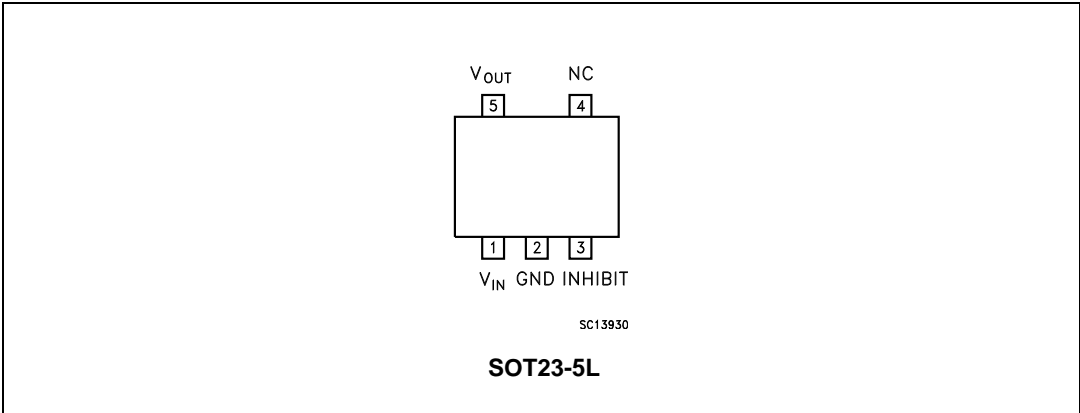 VOUT NC
5 4
1 2 3
VIN GND INHIBIT
SC13930
SOT23-5L